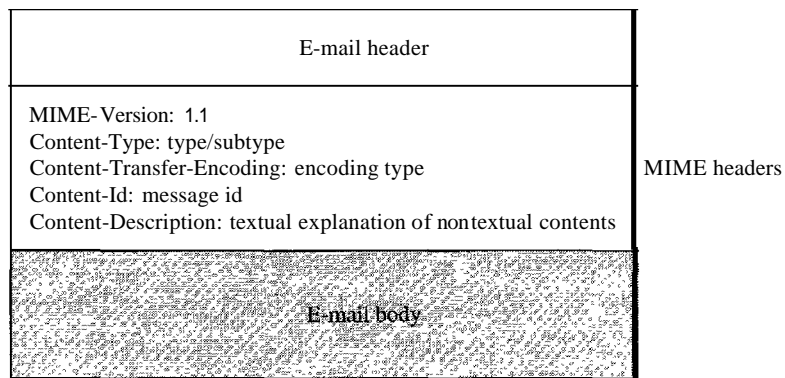 E-mail header
MIME-Version: 1.1
Content-Type: type/subtype
Content-Transfer-Encoding: encoding type
Content-Id: message id
Content-Description: textual explanation of nontextual contents
MIME headers
E-mail body